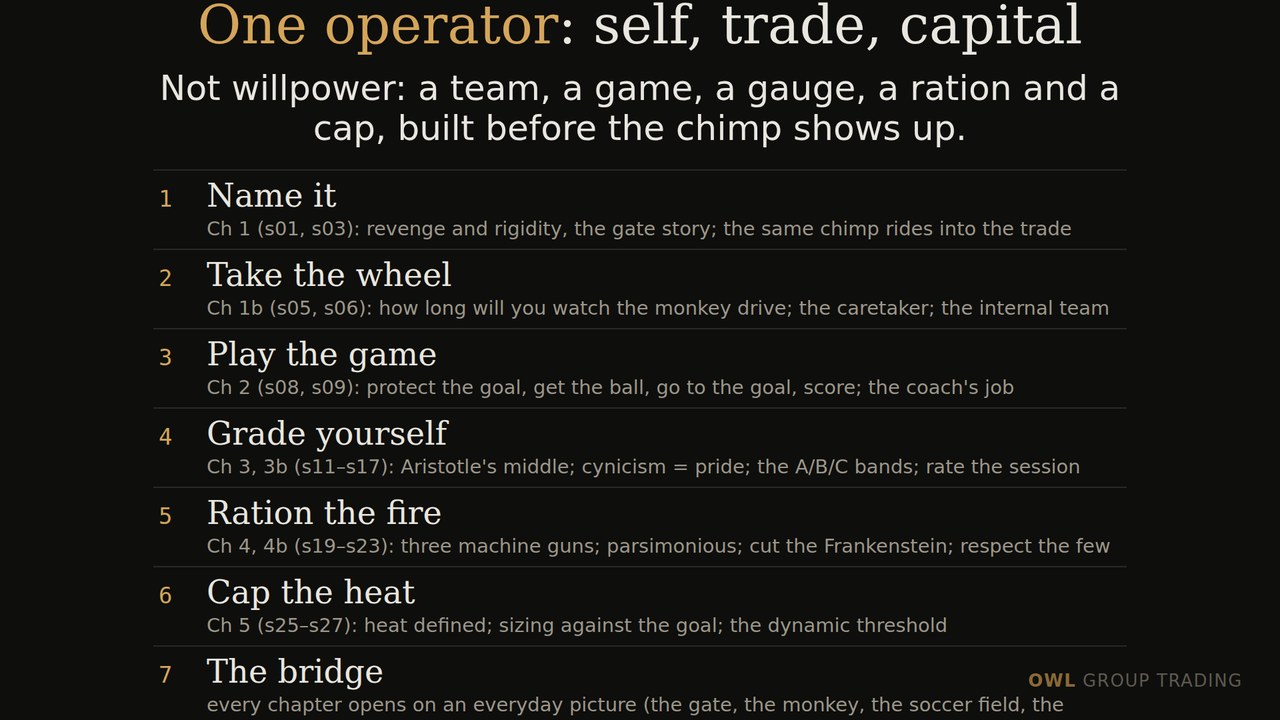 One operator: self, trade, capital
Not willpower: a team, a game, a gauge, a ration and a
cap, built before the chimp shows up.
1 Name it
Ch 1 (s01, s03): revenge and rigidity, the gate story; the same chimp rides into the trade
2 Take the wheel
Ch 1b (s05, s06): how long will you watch the monkey drive; the caretaker; the internal team
3 Play the game
Ch 2 (s08, s09): protect the goal, get the ball, go to the goal, score; the coach's job
4 Grade yourself
Ch 3, 3b (s11–s17): Aristotle's middle; cynicism = pride; the A/B/C bands; rate the session
5 Ration the fire
Ch 4, 4b (s19–s23): three machine guns; parsimonious; cut the Frankenstein; respect the few
6 Cap the heat
Ch 5 (s25–s27): heat defined; sizing against the goal; the dynamic threshold
7 The bridge
every chapter opens on an everyday picture (the gate, the monkey, the soccer field, the
OWL GROUP TRADING